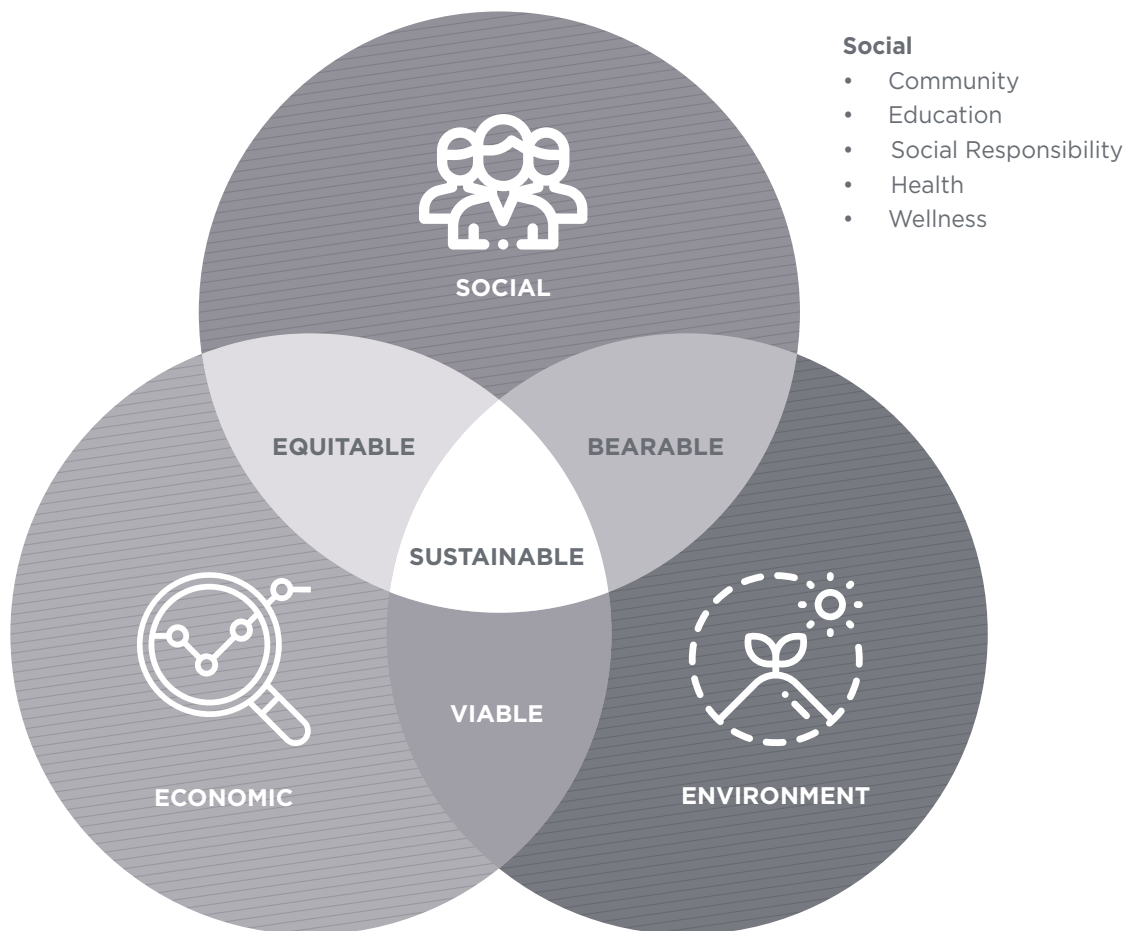 Social
• Community
• Education
• Social Responsibility
• Health
• Wellness
SOCIAL
EQUITABLE
BEARABLE
SUSTAINABLE
VIABLE
ECONOMIC
ENVIRONMENT